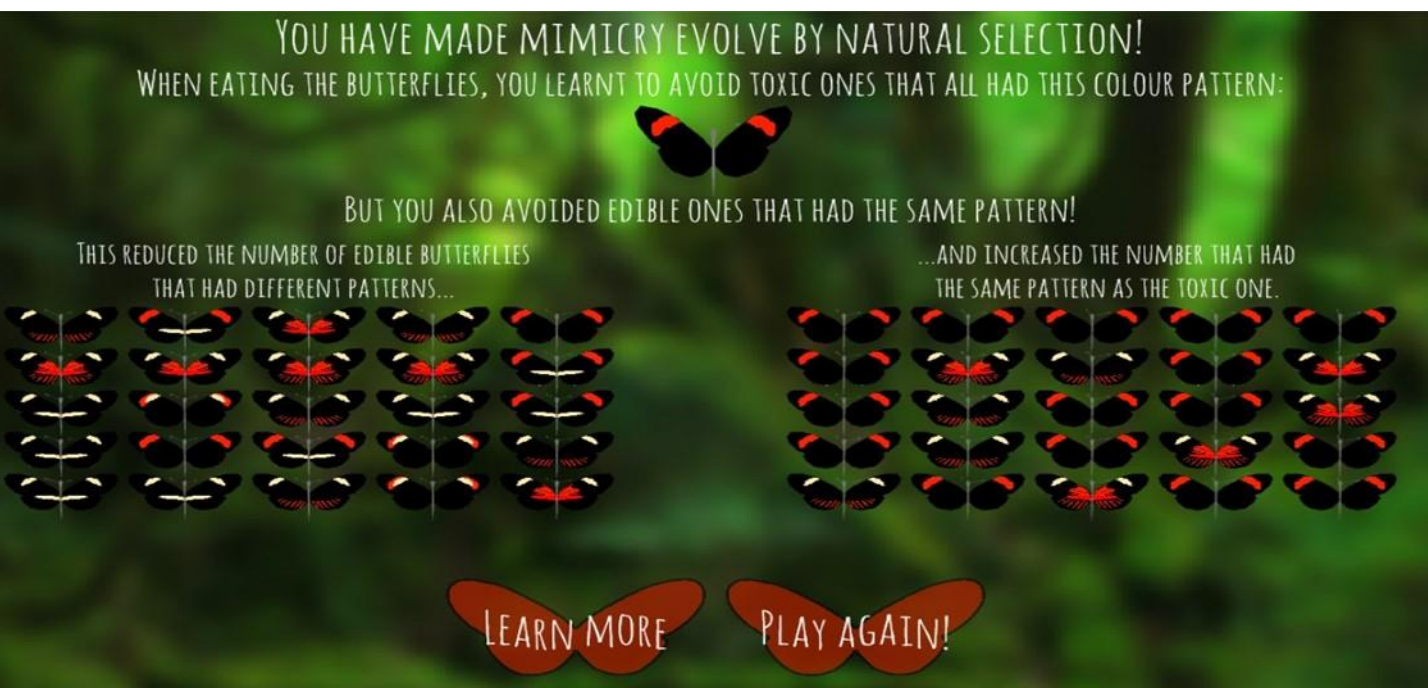 YOU HAVE MADE MIMICRY EVOLVE BY NATURAL SELECTION!
WHEN EATING THE BUTTERFLIES, YOU LEARNT TO AVOID TOXIC ONES THAT ALL HAD THIS COLOUR PATTERN:
BUT YOU ALSO AVOIDED EDIBLE ONES THAT HAD THE SAME PATTERN!
THIS REDUCED THE NUMBER OF EDIBLE BUTTERFLIES
THAT HAD DIFFERENT PATTERNS...
...AND INCREASED THE NUMBER THAT HAD
THE SAME PATTERN AS THE TOXIC ONE.
LEARN MORE
PLAY AGAIN!